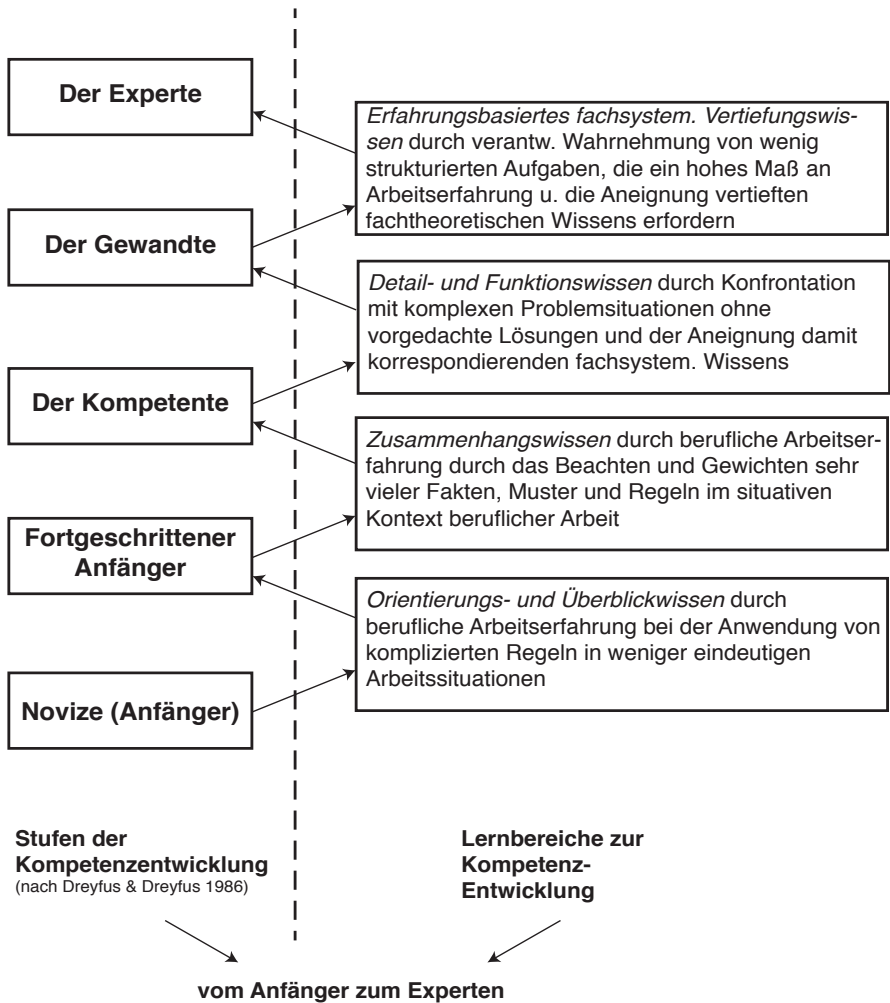 Der Experte
Erfahrungsbasiertes fachsystem. Vertiefungswis-
sen durch verantw. Wahrnehmung von wenig
strukturierten Aufgaben, die ein hohes Maß an
Arbeitserfahrung u. die Aneignung vertieften
fachtheoretischen Wissens erfordern
Der Gewandte
Detail- und Funktionswissen durch Konfrontation
mit komplexen Problemsituationen ohne
vorgedachte Lösungen und der Aneignung damit
korrespondierenden fachsystem. Wissens
Der Kompetente
Zusammenhangswissen durch berufliche Arbeitser-
fahrung durch das Beachten und Gewichten sehr
vieler Fakten, Muster und Regeln im situativen
Kontext beruflicher Arbeit
Fortgeschrittener
Anfänger
Orientierungs- und Überblickwissen durch
berufliche Arbeitserfahrung bei der Anwendung von
komplizierten Regeln in weniger eindeutigen
Arbeitssituationen
Novize (Anfänger)
Stufen der
Kompetenzentwicklung
(nach Dreyfus & Dreyfus 1986)
Lernbereiche zur
Kompetenz-
Entwicklung
vom Anfänger zum Experten